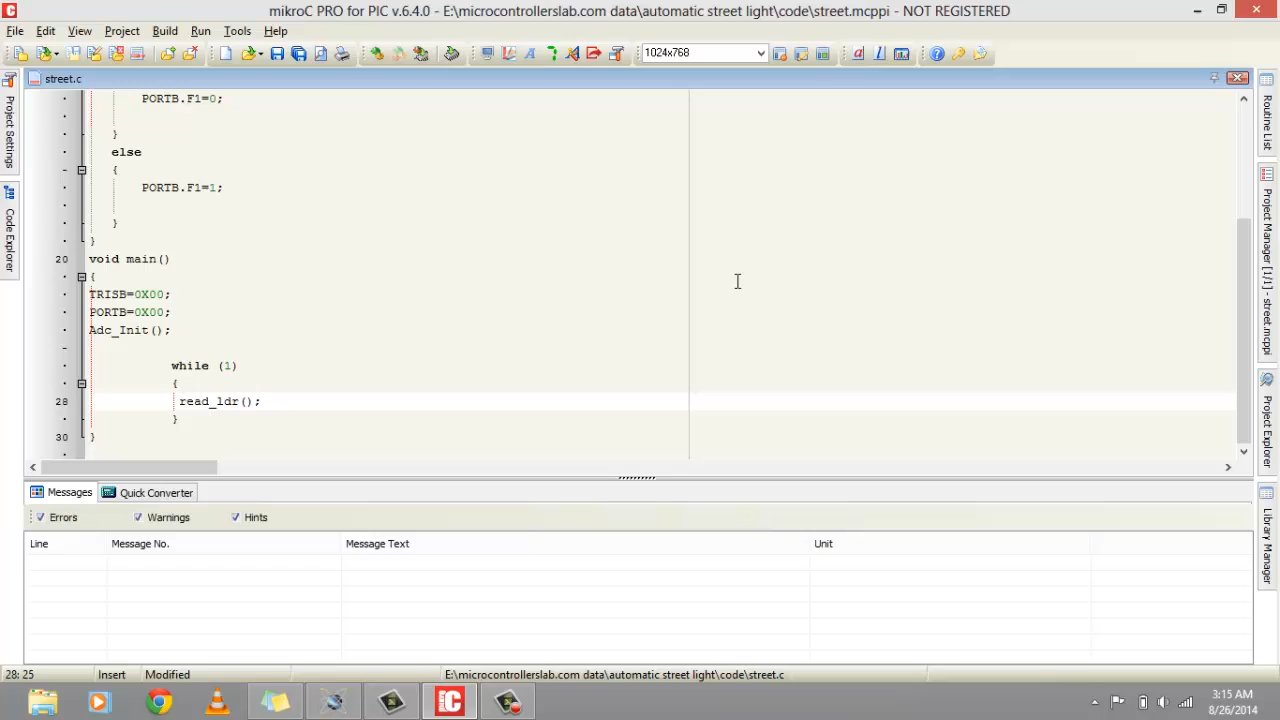 mikroC PRO for PIC v.6.4.0 - E:\microcontrollerslab.com data\automatic street light\code\street.mcppi - NOT REGISTERED
File Edit View Project Build Run Tools Help
1024x768
street.c
PORTB.F1=0;
}
else
{
PORTB.F1=1;
}
}
20 void main()
{
TRISB=0X00;
PORTB=0X00;
Adc_Init();
while (1)
{
28 read_ldr();
}
30 }
Project Settings
Code Explorer
Routine List
Project Manager [1/1] - street.mcppi
Project Explorer
Library Manager
Messages Quick Converter
Errors Warnings Hints
Line Message No. Message Text Unit
28: 25 Insert Modified E:\microcontrollerslab.com data\automatic street light\code\street.c
3:15 AM
8/26/2014